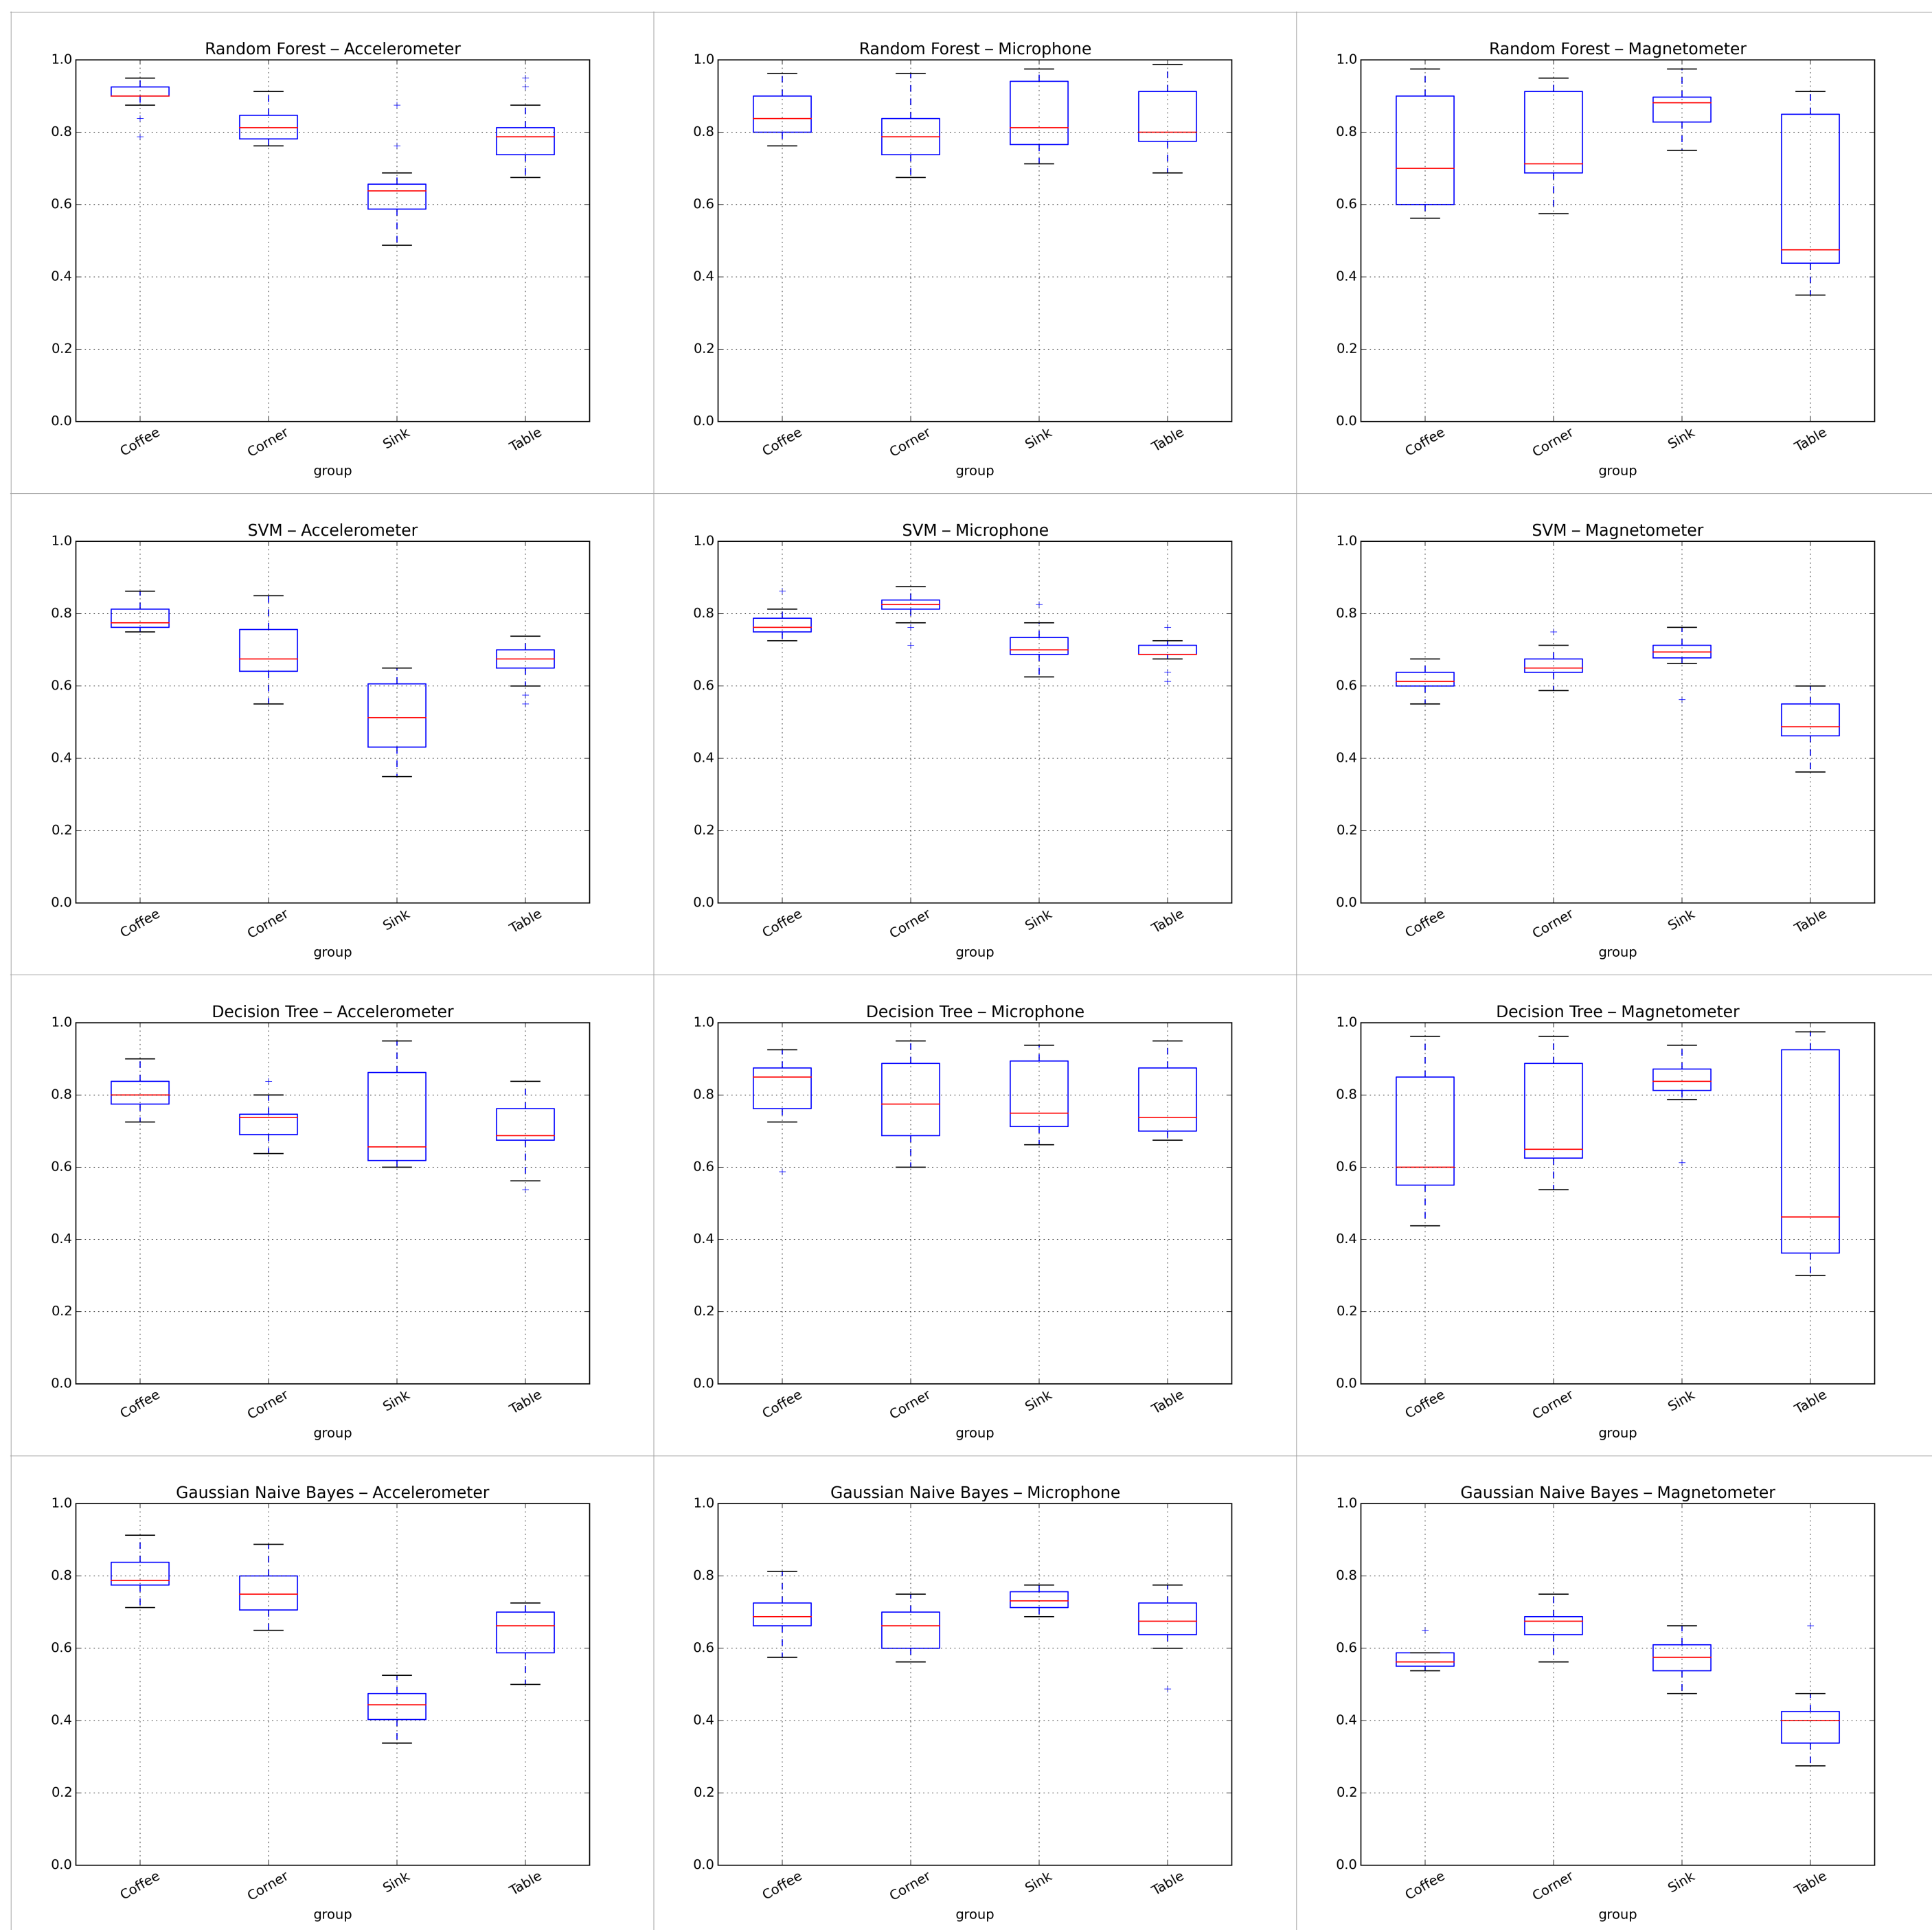 Random Forest – Accelerometer
1.0
0.8
0.6
0.4
0.2
0.0
Coffee
Corner
Sink
Table
group
Random Forest – Microphone
1.0
0.8
0.6
0.4
0.2
0.0
Coffee
Corner
Sink
Table
group
Random Forest – Magnetometer
1.0
0.8
0.6
0.4
0.2
0.0
Coffee
Corner
Sink
Table
group
SVM – Accelerometer
1.0
0.8
0.6
0.4
0.2
0.0
Coffee
Corner
Sink
Table
group
SVM – Microphone
1.0
0.8
0.6
0.4
0.2
0.0
Coffee
Corner
Sink
Table
group
SVM – Magnetometer
1.0
0.8
0.6
0.4
0.2
0.0
Coffee
Corner
Sink
Table
group
Decision Tree – Accelerometer
1.0
0.8
0.6
0.4
0.2
0.0
Coffee
Corner
Sink
Table
group
Decision Tree – Microphone
1.0
0.8
0.6
0.4
0.2
0.0
Coffee
Corner
Sink
Table
group
Decision Tree – Magnetometer
1.0
0.8
0.6
0.4
0.2
0.0
Coffee
Corner
Sink
Table
group
Gaussian Naive Bayes – Accelerometer
1.0
0.8
0.6
0.4
0.2
0.0
Coffee
Corner
Sink
Table
group
Gaussian Naive Bayes – Microphone
1.0
0.8
0.6
0.4
0.2
0.0
Coffee
Corner
Sink
Table
group
Gaussian Naive Bayes – Magnetometer
1.0
0.8
0.6
0.4
0.2
0.0
Coffee
Corner
Sink
Table
group